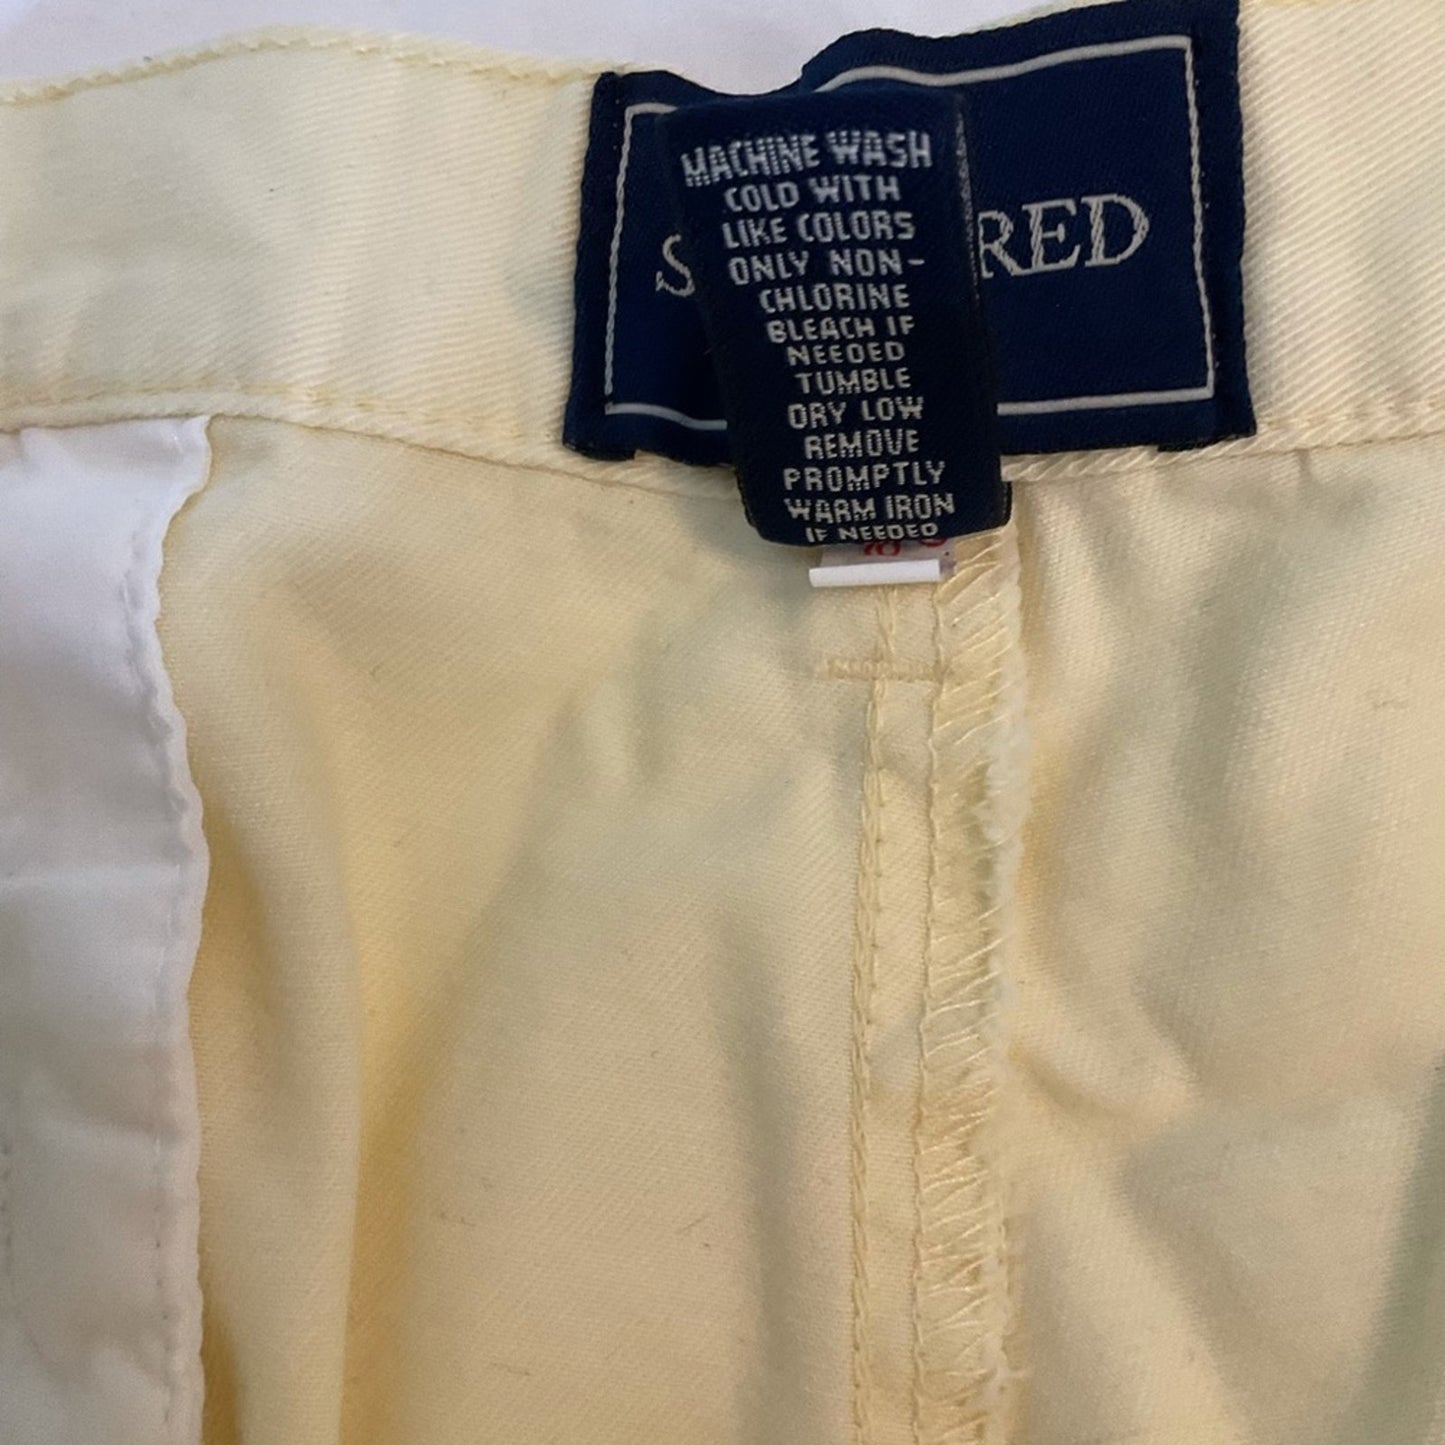 MACHINE WASH
COLD WITH
LIKE COLORS
ONLY NON-
CHLORINE
BLEACH IF
NEEDED
TUMBLE
DRY LOW
REMOVE
PROMPTLY
WARM IRON
IF NEEDED